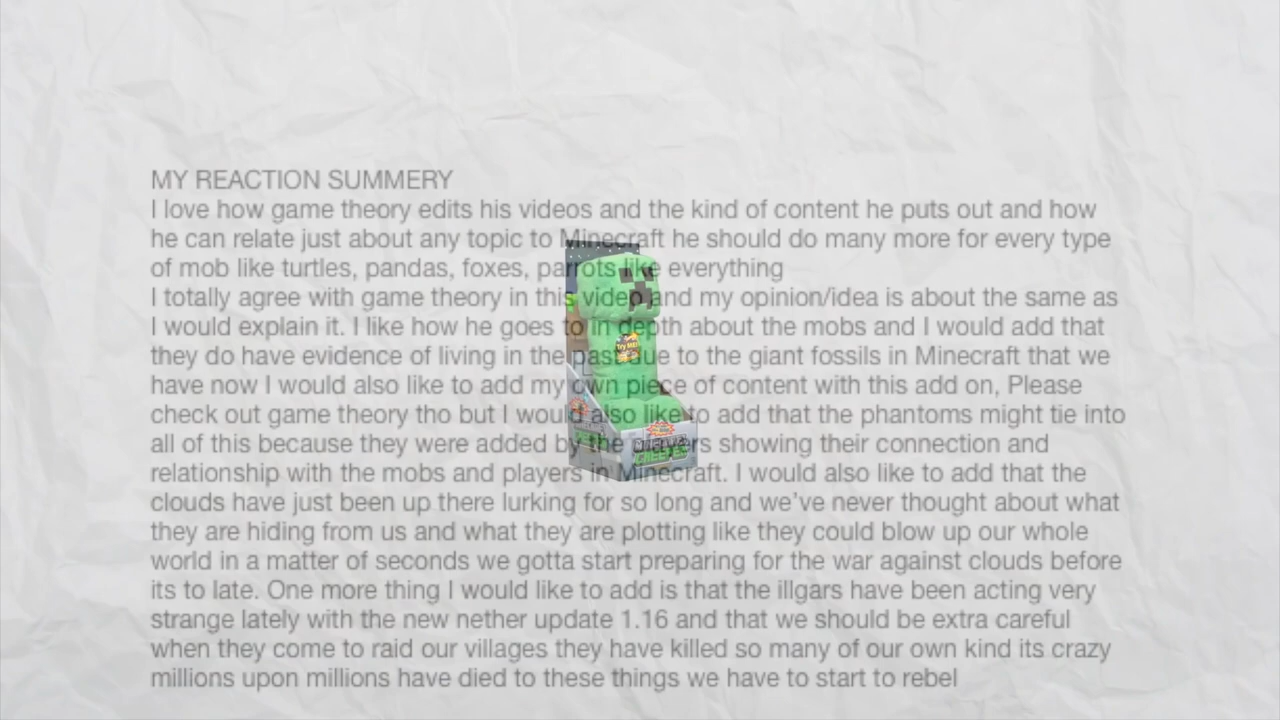 MY REACTION SUMMERY
I love how game theory edits his videos and the kind of content he puts out and how
he can relate just about any topic to Minecraft he should do many more for every type
of mob like turtles, pandas, foxes, parrots like everything
I totally agree with game theory in this video and my opinion/idea is about the same as
I would explain it. I like how he goes to in depth about the mobs and I would add that
they do have evidence of living in the past due to the giant fossils in Minecraft that we
have now I would also like to add my own piece of content with this add on, Please
check out game theory tho but I would also like to add that the phantoms might tie into
all of this because they were added by the showing their connection and
relationship with the mobs and players in Minecraft. I would also like to add that the
clouds have just been up there lurking for so long and we've never thought about what
they are hiding from us and what they are plotting like they could blow up our whole
world in a matter of seconds we gotta start preparing for the war against clouds before
its to late. One more thing I would like to add is that the illgars have been acting very
strange lately with the new nether update 1.16 and that we should be extra careful
when they come to raid our villages they have killed so many of our own kind its crazy
millions upon millions have died to these things we have to start to rebel
Try Me!
CREEPER